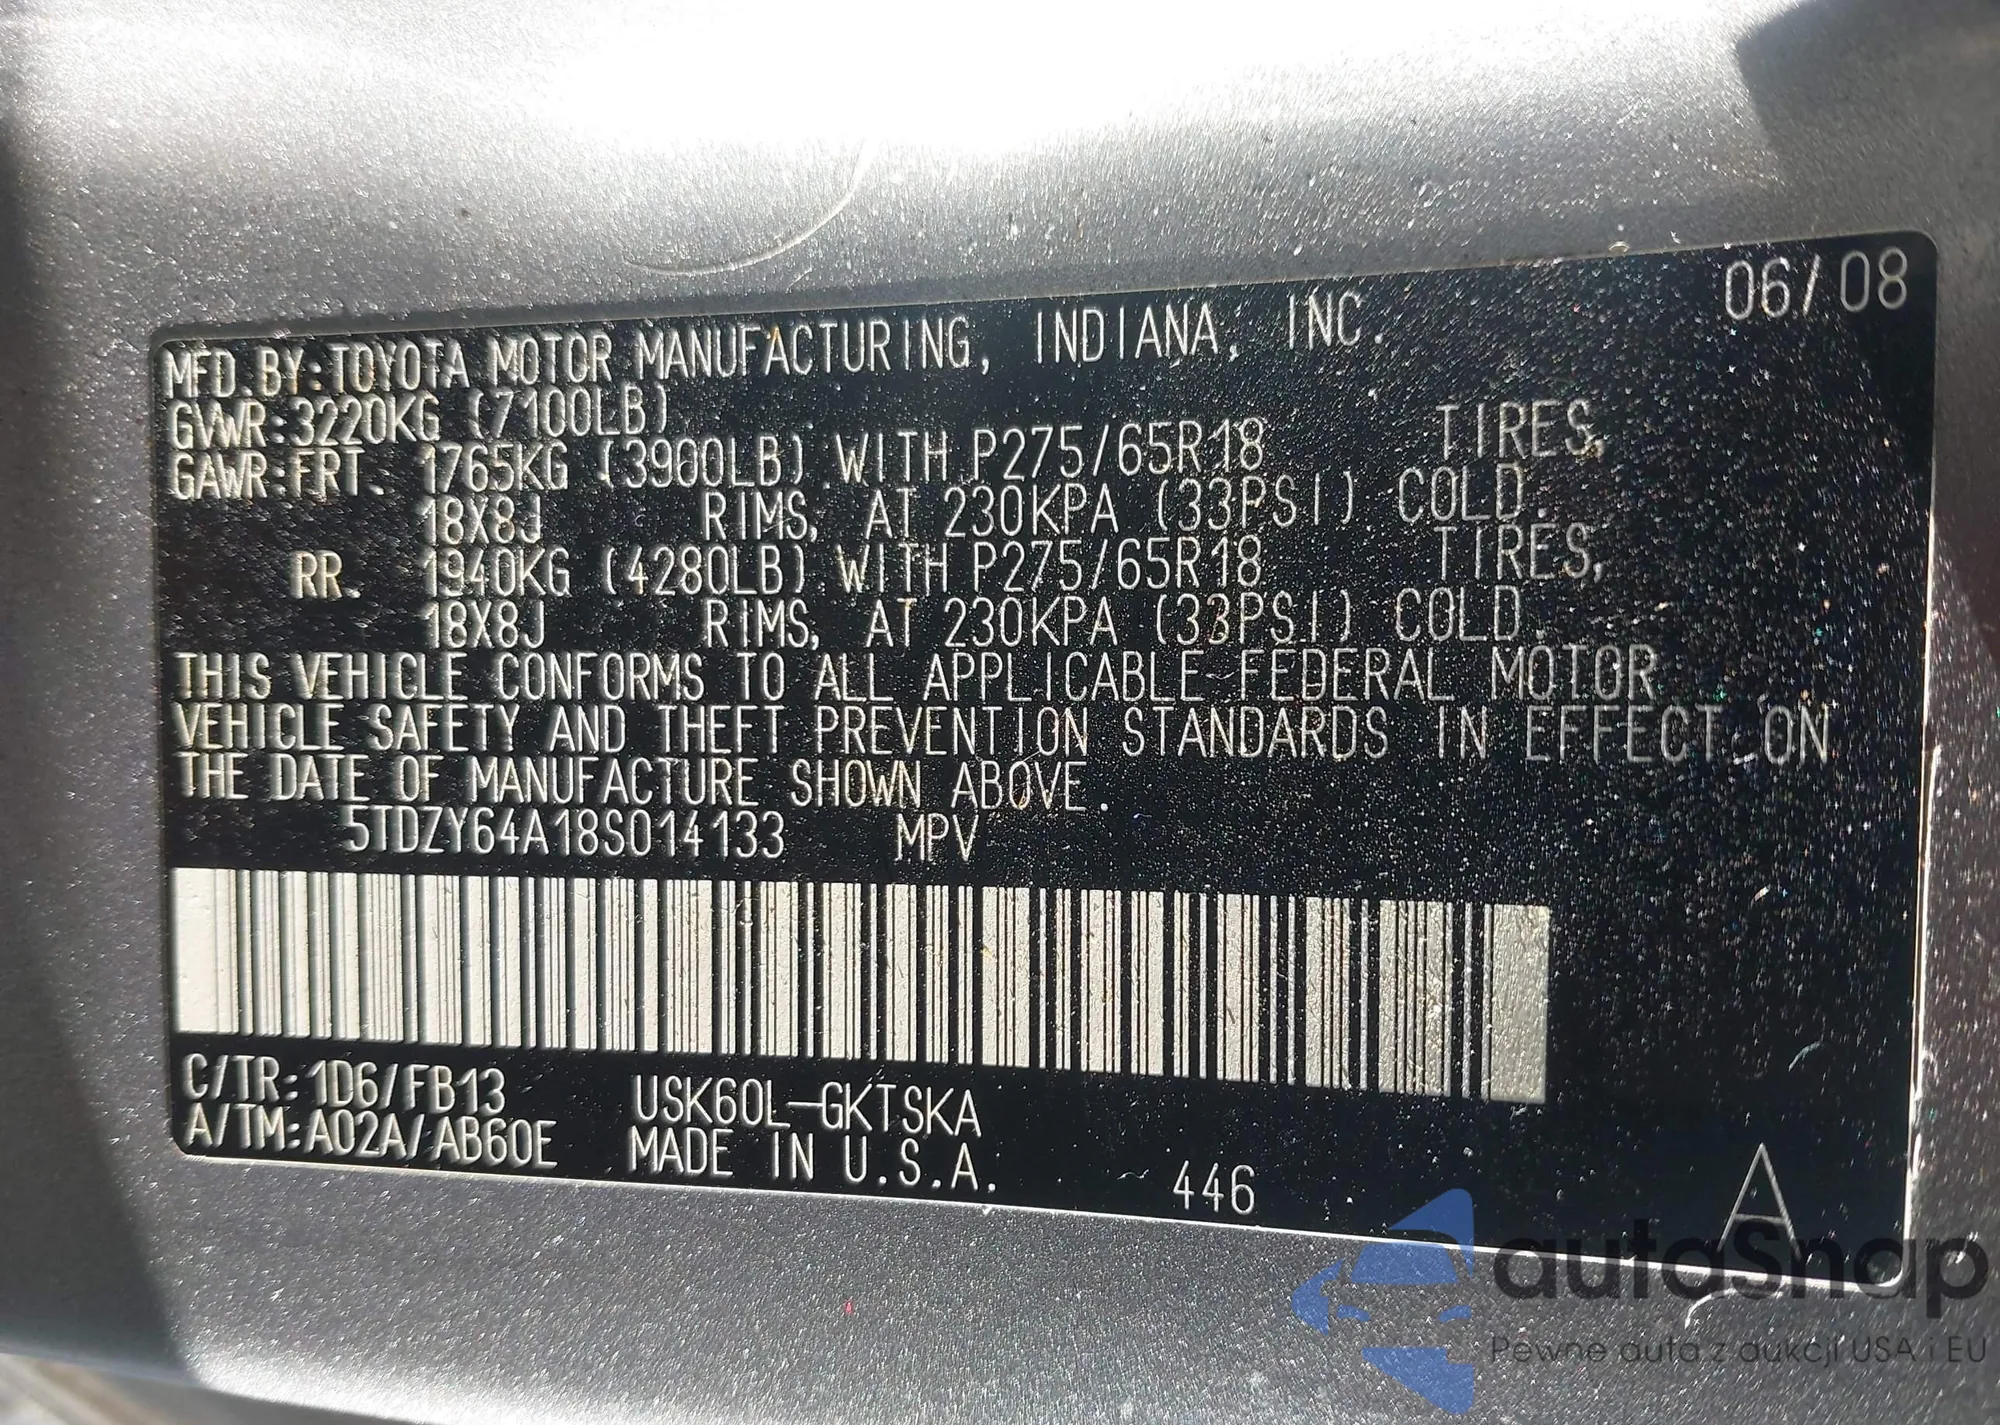 06/08
MFD.BY:TOYOTA MOTOR MANUFACTURING, INDIANA, INC.
GVWR:3220KG (7100LB)
GAWR:FRT. 1765KG (3900LB) WITH P275/65R18 TIRES,
18X8J RIMS, AT 230KPA (33PSI) COLD.
RR. 1940KG (4280LB) WITH P275/65R18 TIRES,
18X8J RIMS, AT 230KPA (33PSI) COLD.
THIS VEHICLE CONFORMS TO ALL APPLICABLE FEDERAL MOTOR
VEHICLE SAFETY AND THEFT PREVENTION STANDARDS IN EFFECT ON
THE DATE OF MANUFACTURE SHOWN ABOVE.
5TDZY64A18S014133 MPV
C/TR:1D6/FB13 USK60L-GKTSKA
A/TM:A02A/AB60E MADE IN U.S.A. 446 A
autoSnap
Pewne auta z aukcji USA i EU